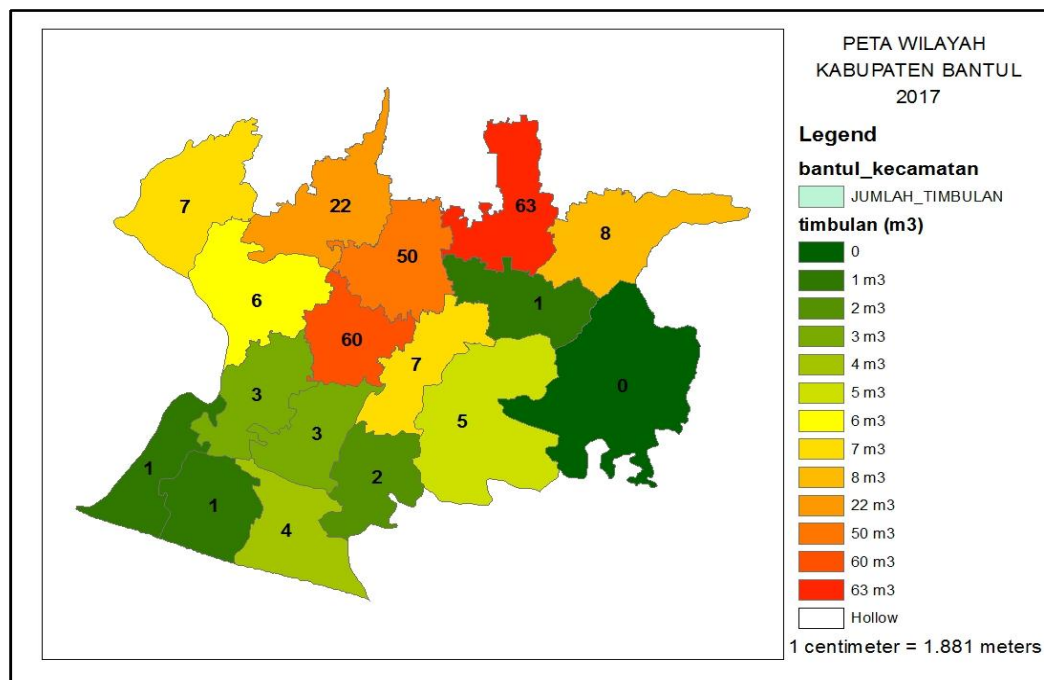 PETA WILAYAH
KABUPATEN BANTUL
2017
Legend
bantul_kecamatan
JUMLAH_TIMBULAN
timbulan (m3)
0
1 m3
2 m3
3 m3
4 m3
5 m3
6 m3
7 m3
8 m3
22 m3
50 m3
60 m3
63 m3
Hollow
1 centimeter = 1.881 meters
7
22
63
8
50
6
1
60
7
0
3
5
3
1
2
1
4